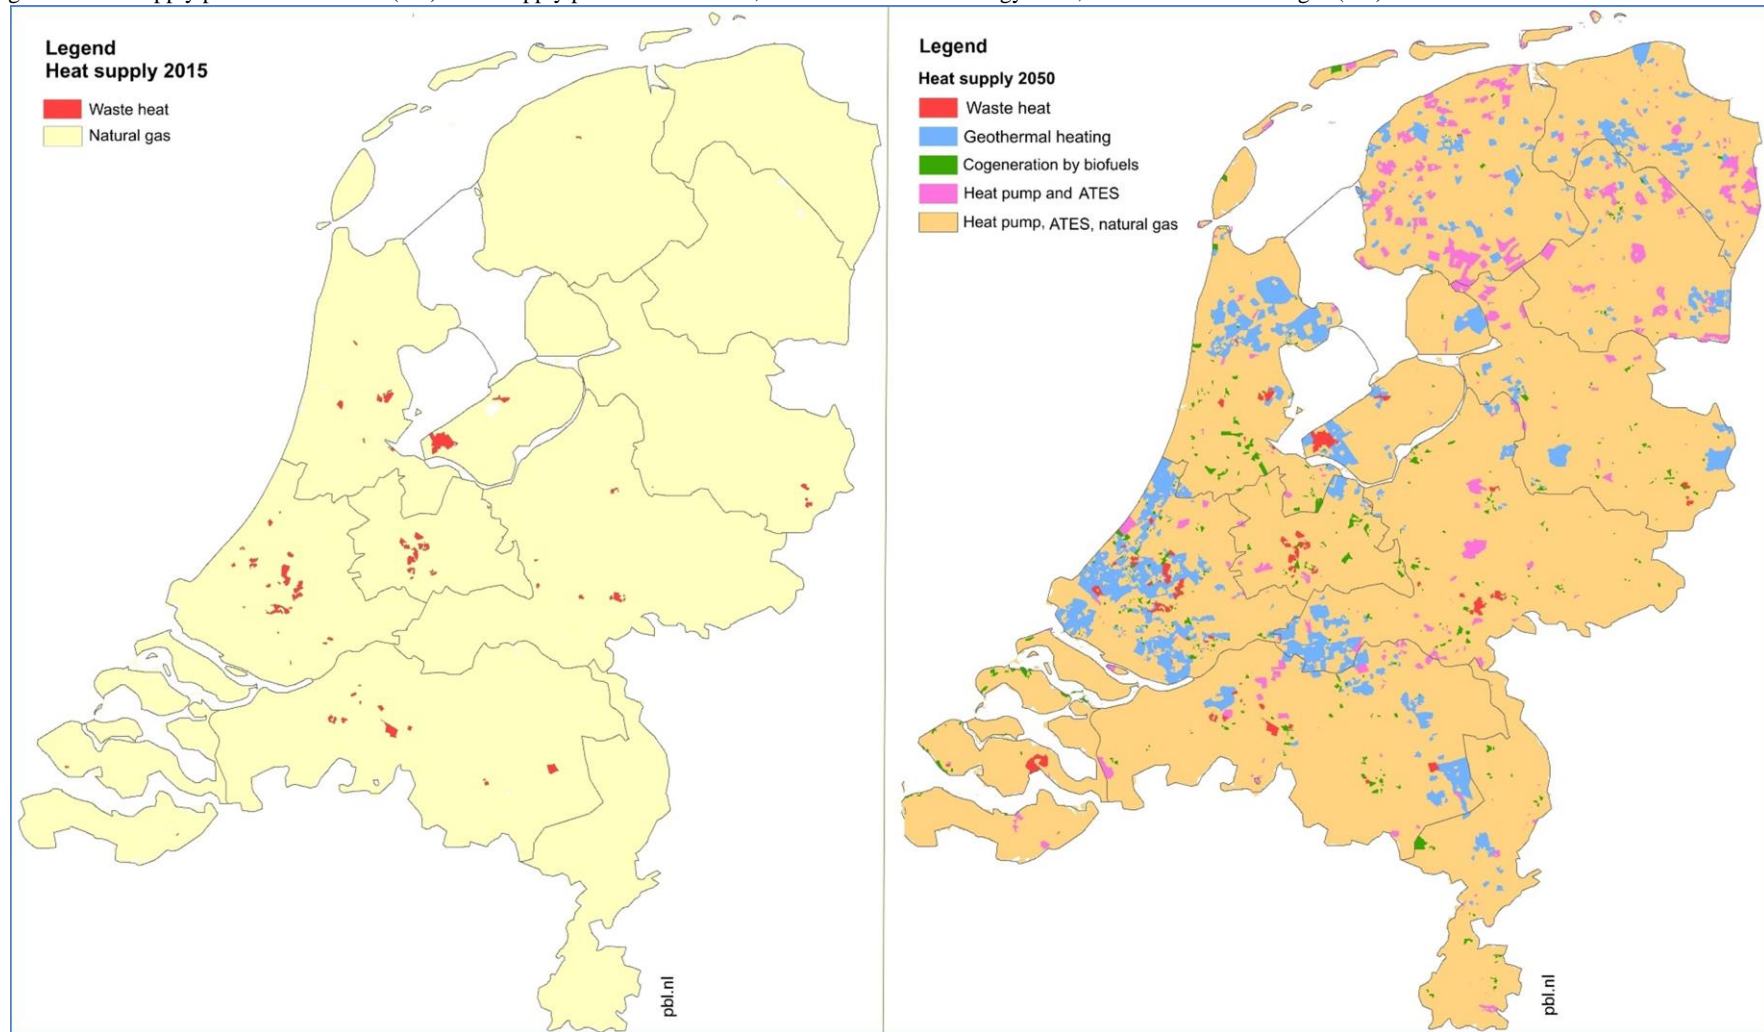 Legend
Heat supply 2015
Waste heat
Natural gas
pbl.nl
Legend
Heat supply 2050
Waste heat
Geothermal heating
Cogeneration by biofuels
Heat pump and ATES
Heat pump, ATES, natural gas
pbl.nl